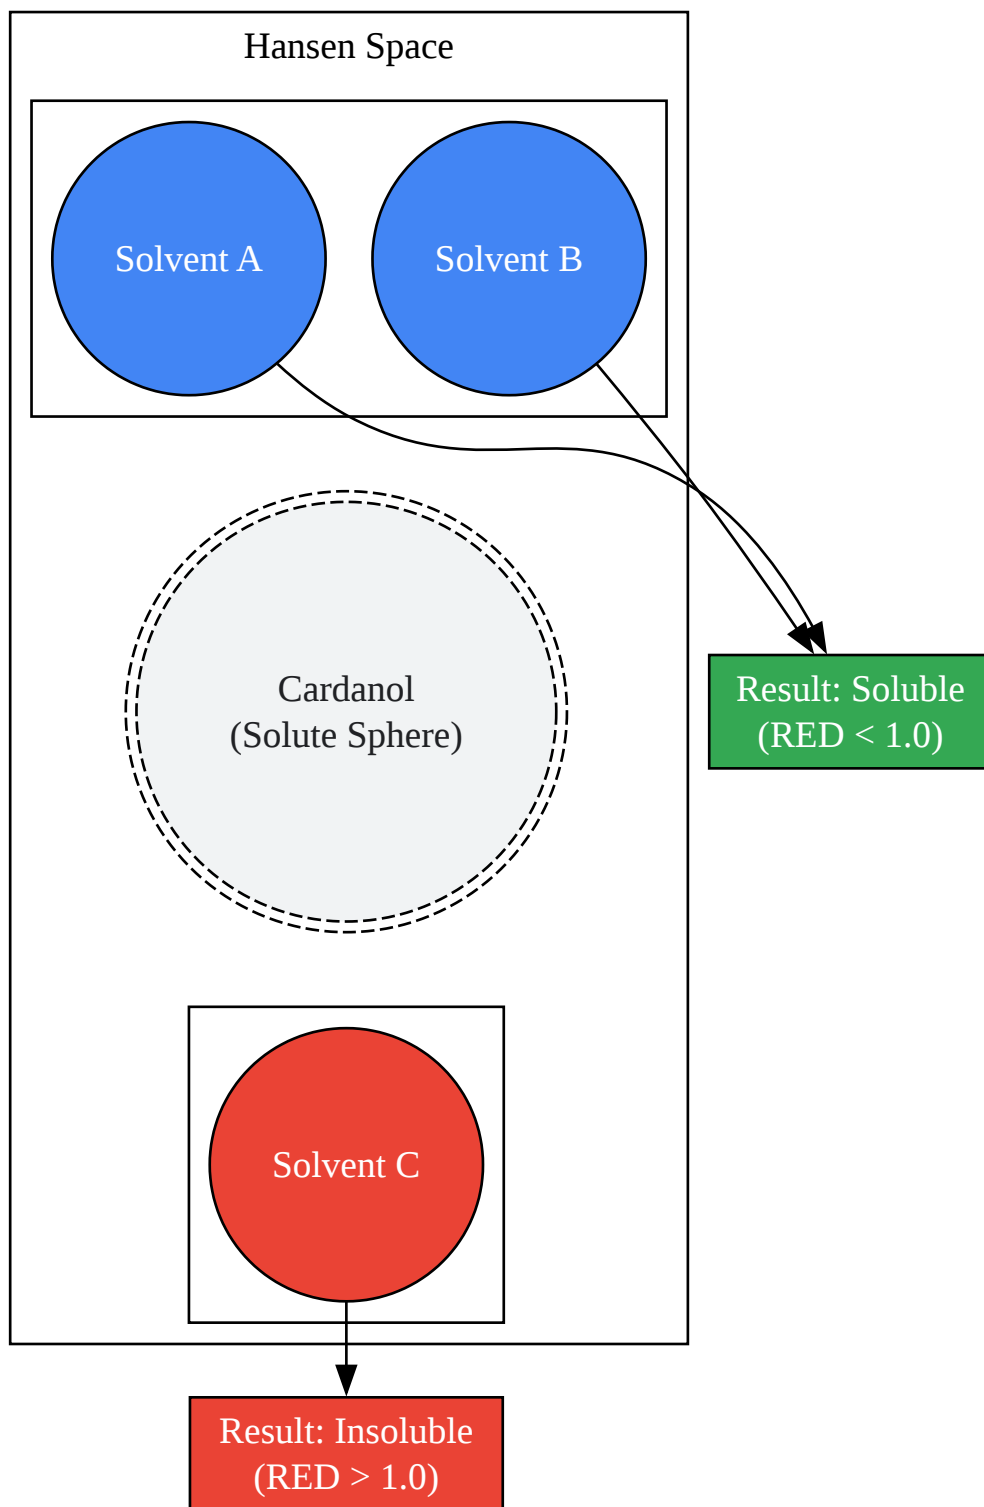 Hansen Space
Solvent A
Solvent B
Cardanol
(Solute Sphere)
Result: Soluble
(RED < 1.0)
Solvent C
Result: Insoluble
(RED > 1.0)